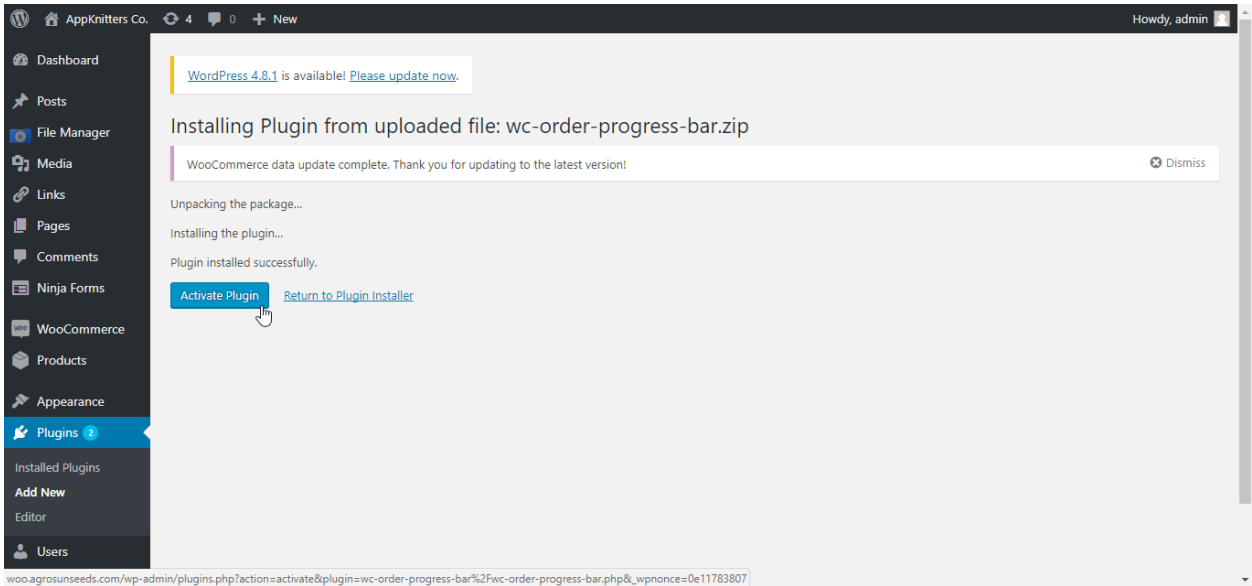 AppKnitters Co. 4 0 New Howdy, admin
Dashboard
WordPress 4.8.1 is available! Please update now.
Posts
File Manager
Media
Links
Pages
Comments
Ninja Forms
WooCommerce
Products
Appearance
Plugins 2
Installed Plugins
Add New
Editor
Users
Installing Plugin from uploaded file: wc-order-progress-bar.zip
WooCommerce data update complete. Thank you for updating to the latest version! Dismiss
Unpacking the package...
Installing the plugin...
Plugin installed successfully.
Activate Plugin Return to Plugin Installer
woo.agrosunseeds.com/wp-admin/plugins.php?action=activate&plugin=wc-order-progress-bar%2Fwc-order-progress-bar.php&_wpnonce=0e11783807